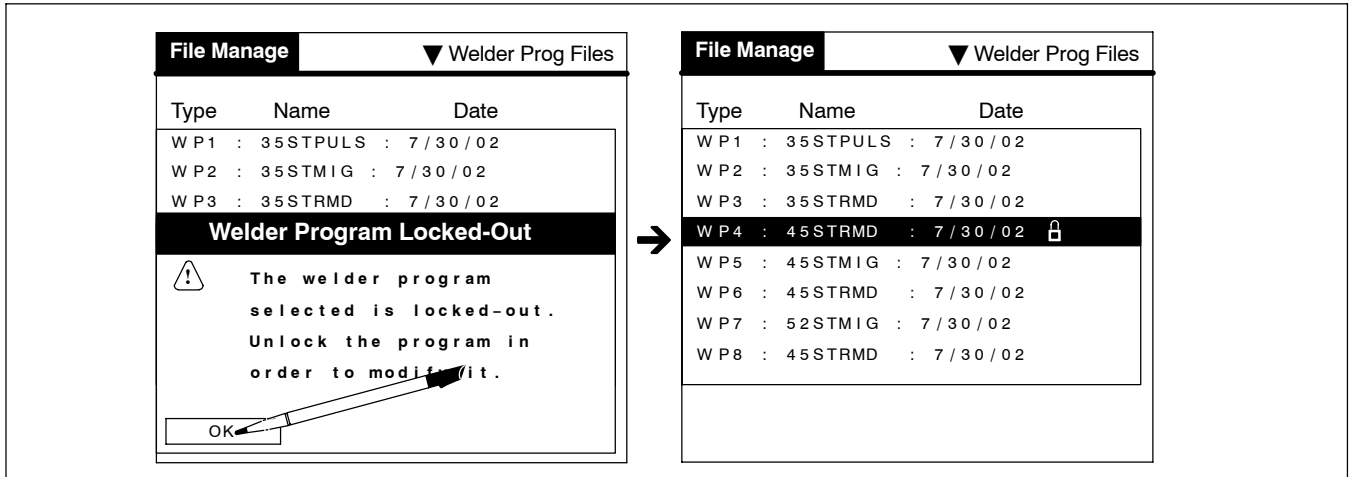 File Manage ▼ Welder Prog Files
Type Name Date
WP1 : 35STPULS : 7/30/02
WP2 : 35STMIG : 7/30/02
WP3 : 35STRMD : 7/30/02
Welder Program Locked-Out
The welder program
selected is locked-out.
Unlock the program in
order to modify it.
OK
File Manage ▼ Welder Prog Files
Type Name Date
WP1 : 35STPULS : 7/30/02
WP2 : 35STMIG : 7/30/02
WP3 : 35STRMD : 7/30/02
WP4 : 45STRMD : 7/30/02
WP5 : 45STMIG : 7/30/02
WP6 : 45STRMD : 7/30/02
WP7 : 52STMIG : 7/30/02
WP8 : 45STRMD : 7/30/02